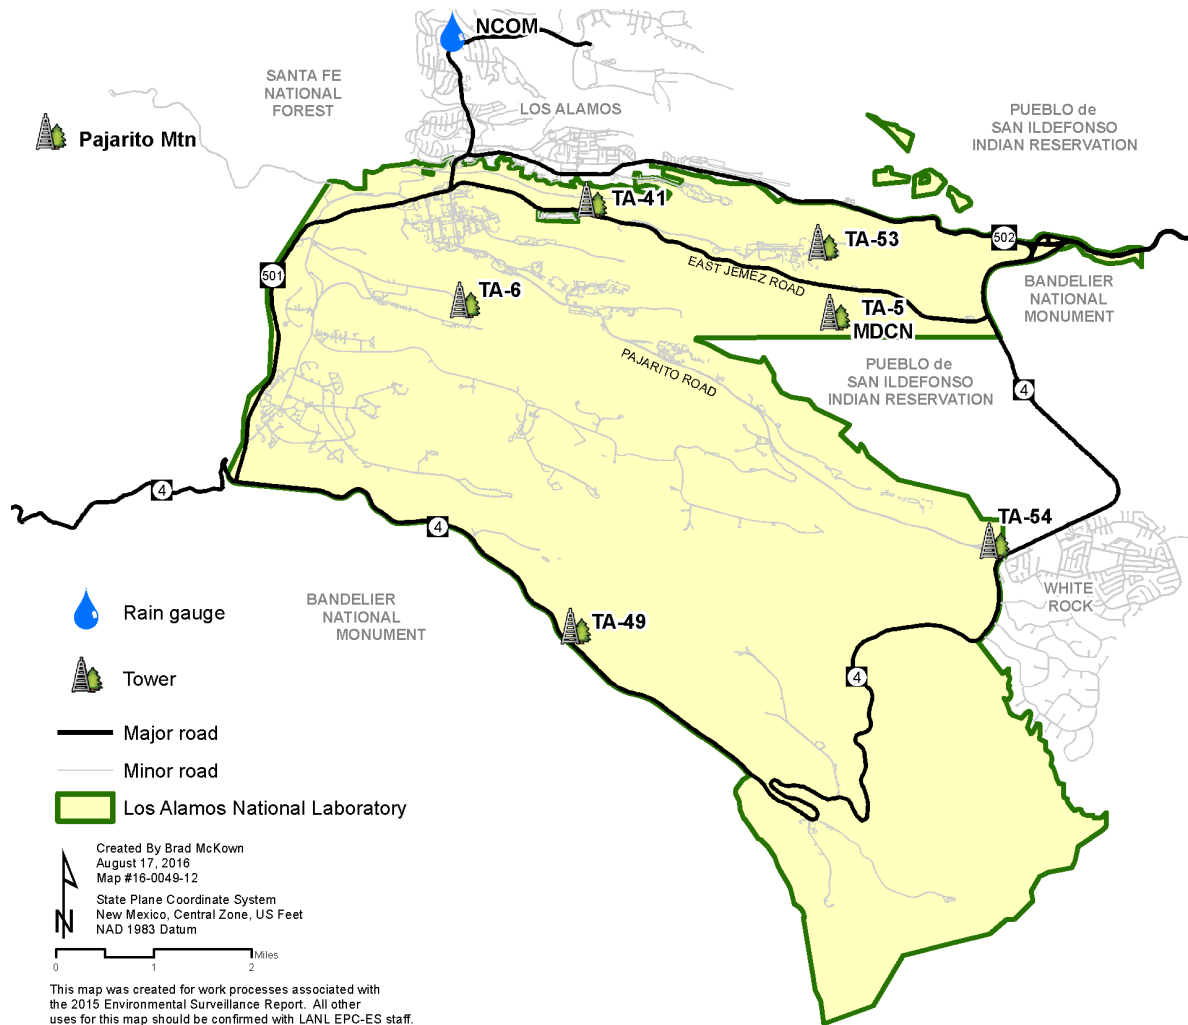 NCOM
SANTA FE
NATIONAL
FOREST
LOS ALAMOS
PUEBLO de
SAN ILDEFONSO
INDIAN RESERVATION
Pajarito Mtn
TA-41
TA-53
502
501
EAST JEMEZ ROAD
BANDELIER
NATIONAL
MONUMENT
TA-6
TA-5
MDCN
PAJARITO ROAD
PUEBLO de
SAN ILDEFONSO
INDIAN RESERVATION
4
4
4
TA-54
WHITE
ROCK
BANDELIER
NATIONAL
MONUMENT
TA-49
4
Rain gauge
Tower
Major road
Minor road
Los Alamos National Laboratory
Created By Brad McKown
August 17, 2016
Map #16-0049-12
State Plane Coordinate System
New Mexico, Central Zone, US Feet
NAD 1983 Datum
N
Miles
0 1 2
This map was created for work processes associated with
the 2015 Environmental Surveillance Report. All other
uses for this map should be confirmed with LANL EPC-ES staff.